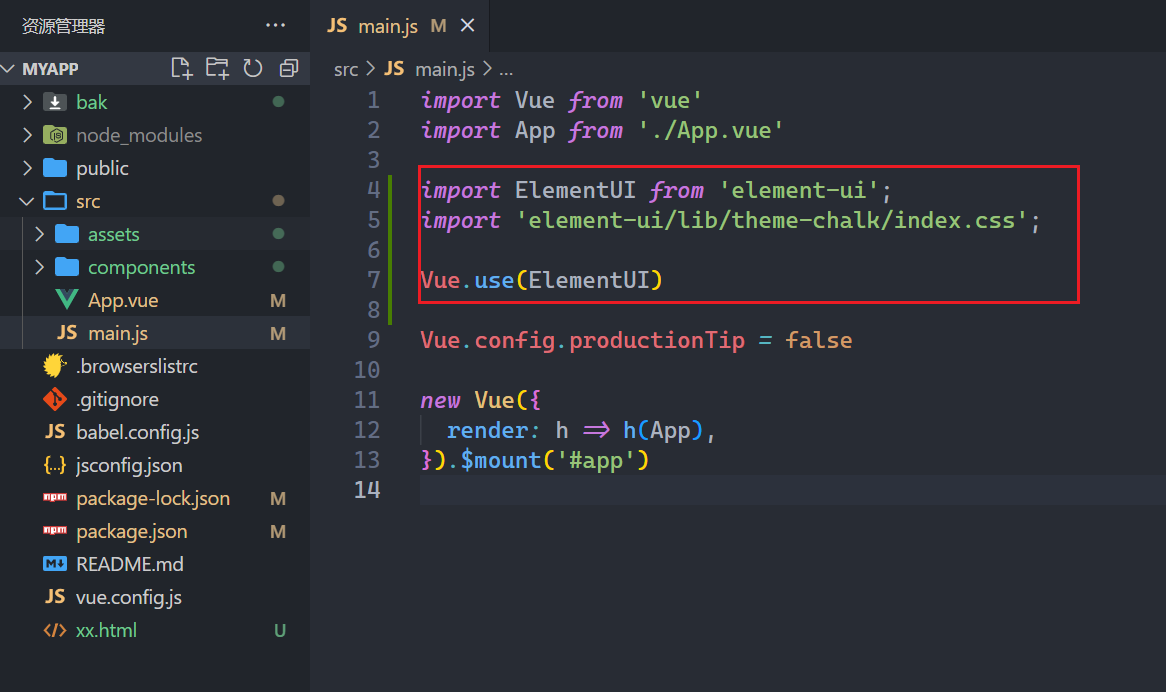 资源管理器 ...
MYAPP
bak
node_modules
public
src
assets
components
App.vue M
main.js M
.browserslistrc
.gitignore
JS babel.config.js
{..} jsconfig.json
npm package-lock.json M
npm package.json M
README.md
JS vue.config.js
</> xx.html U
JS main.js M ×
src > JS main.js > ...
1 import Vue from 'vue'
2 import App from './App.vue'
3
4 import ElementUI from 'element-ui';
5 import 'element-ui/lib/theme-chalk/index.css';
6
7 Vue.use(ElementUI)
8
9 Vue.config.productionTip = false
10
11 new Vue({
12 render: h => h(App),
13 }).$mount('#app')
14